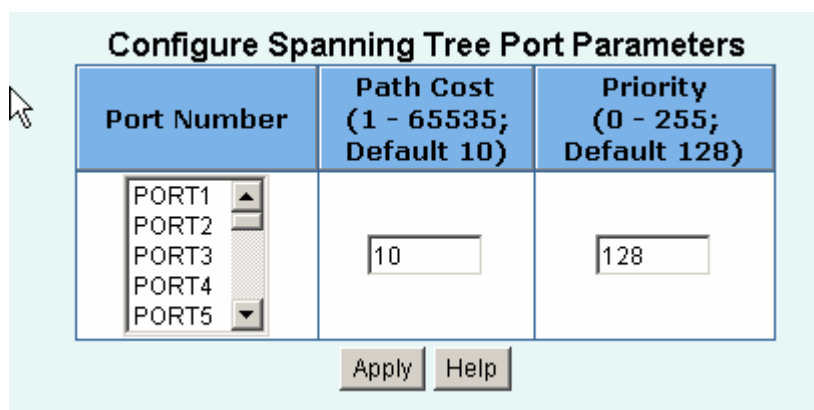 Configure Spanning Tree Port Parameters
Port Number
Path Cost
(1 - 65535;
Default 10)
Priority
(0 - 255;
Default 128)
PORT1
PORT2
PORT3
PORT4
PORT5
10
128
Apply
Help